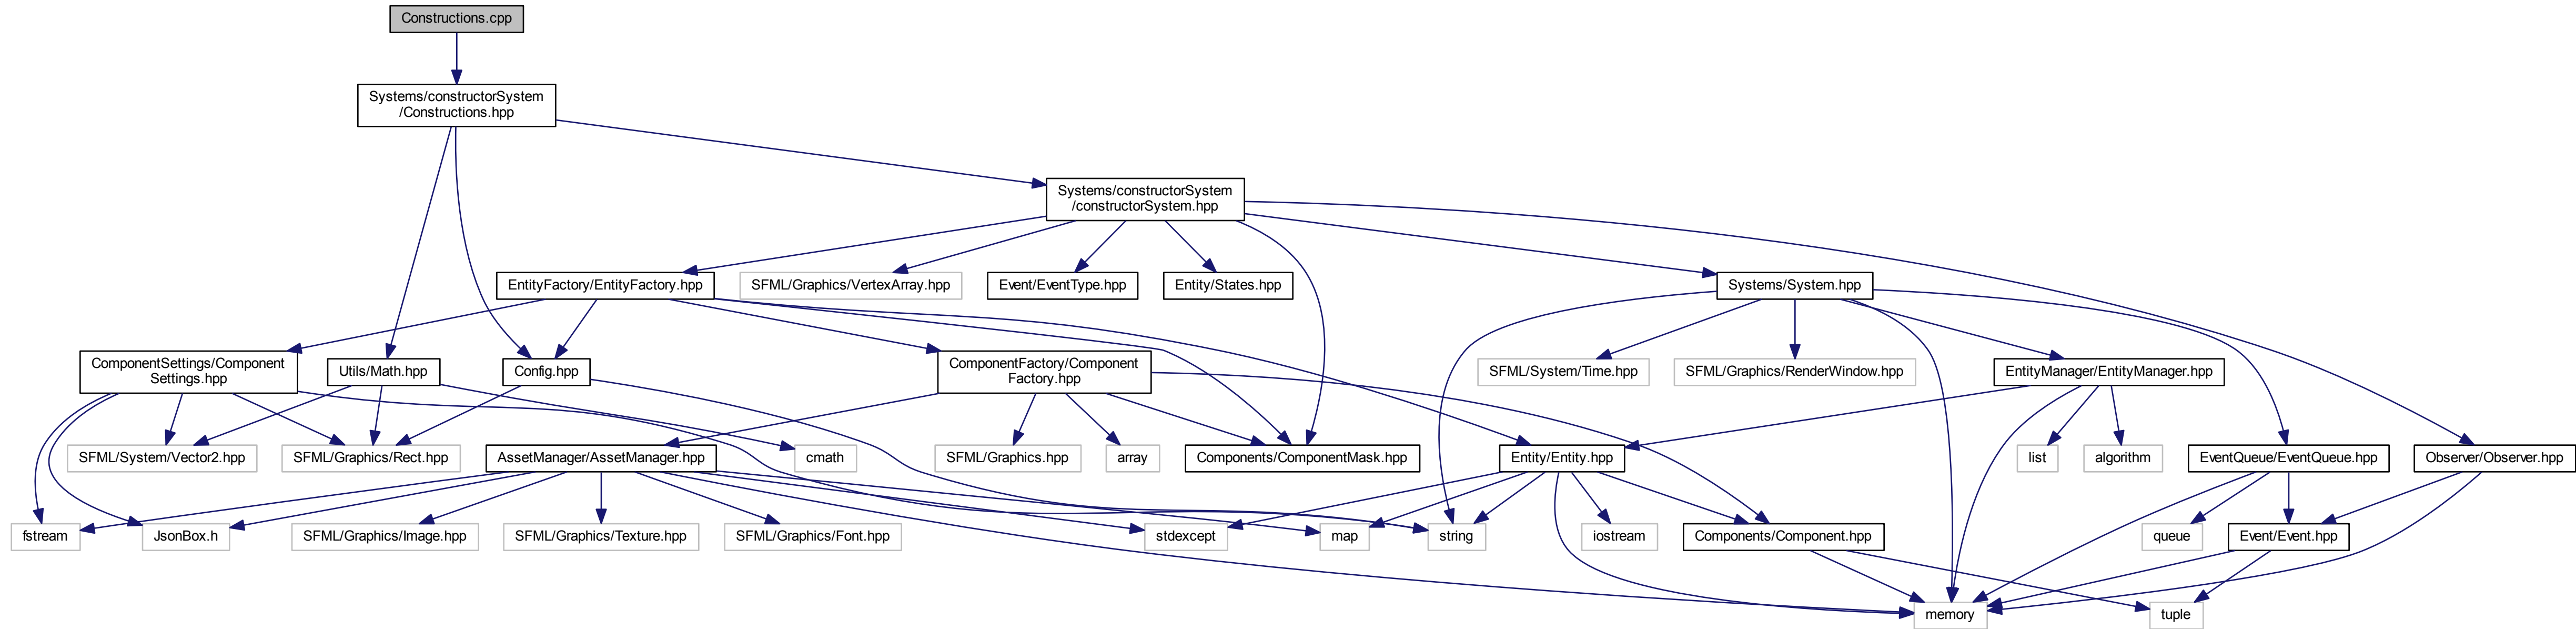 Constructions.cpp
Systems/constructorSystem
/Constructions.hpp
Systems/constructorSystem
/constructorSystem.hpp
EntityFactory/EntityFactory.hpp
SFML/Graphics/VertexArray.hpp
Event/EventType.hpp
Entity/States.hpp
Systems/System.hpp
ComponentSettings/Component
Settings.hpp
Utils/Math.hpp
Config.hpp
ComponentFactory/Component
Factory.hpp
SFML/System/Time.hpp
SFML/Graphics/RenderWindow.hpp
EntityManager/EntityManager.hpp
SFML/System/Vector2.hpp
SFML/Graphics/Rect.hpp
AssetManager/AssetManager.hpp
cmath
SFML/Graphics.hpp
array
Components/ComponentMask.hpp
Entity/Entity.hpp
list
algorithm
EventQueue/EventQueue.hpp
Observer/Observer.hpp
fstream
JsonBox.h
SFML/Graphics/Image.hpp
SFML/Graphics/Texture.hpp
SFML/Graphics/Font.hpp
stdexcept
map
string
iostream
Components/Component.hpp
queue
Event/Event.hpp
memory
tuple